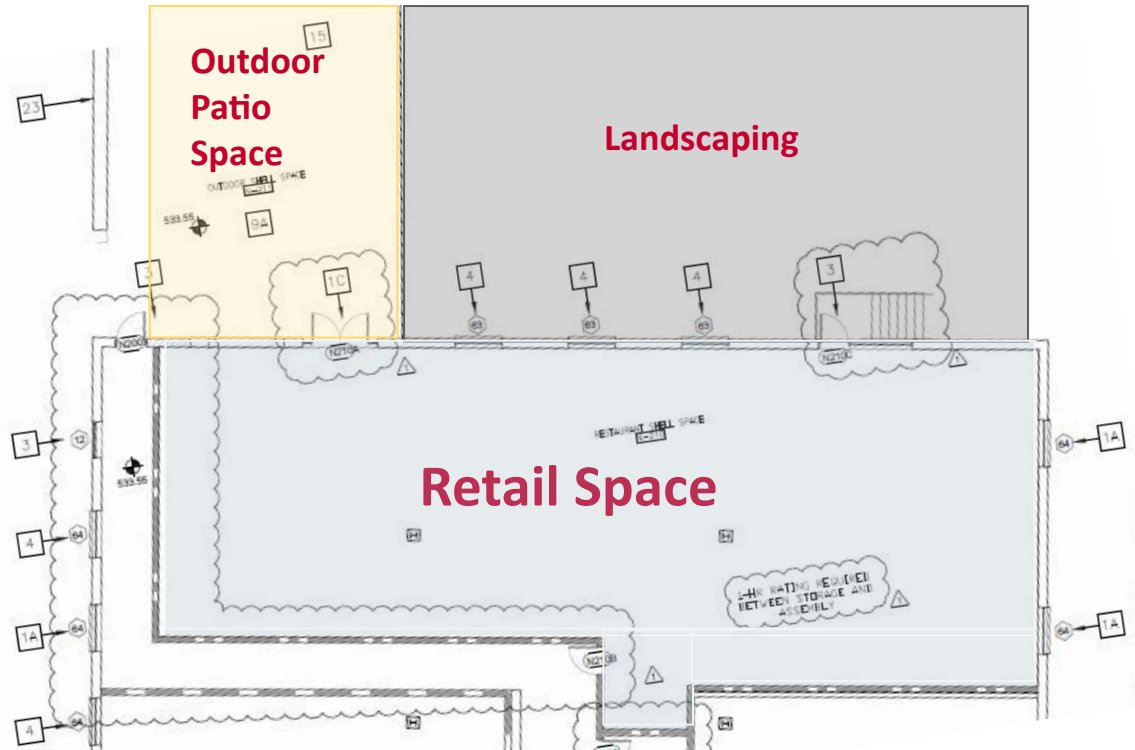 15
Outdoor
Patio
Space
Landscaping
23
OUTDOOR SHELL SPACE
533.55
9A
3
1C
4
4
4
3
63
63
63
N200
N210A
N210C
1
1
RESTAURANT SHELL SPACE
N-210
3
12
64
1A
533.55
Retail Space
4
64
H
H
1-HR RATING REQUIRED
BETWEEN STORAGE AND
ASSEMBLY
1
1A
64
64
1A
N210B
1
4
64
H
H